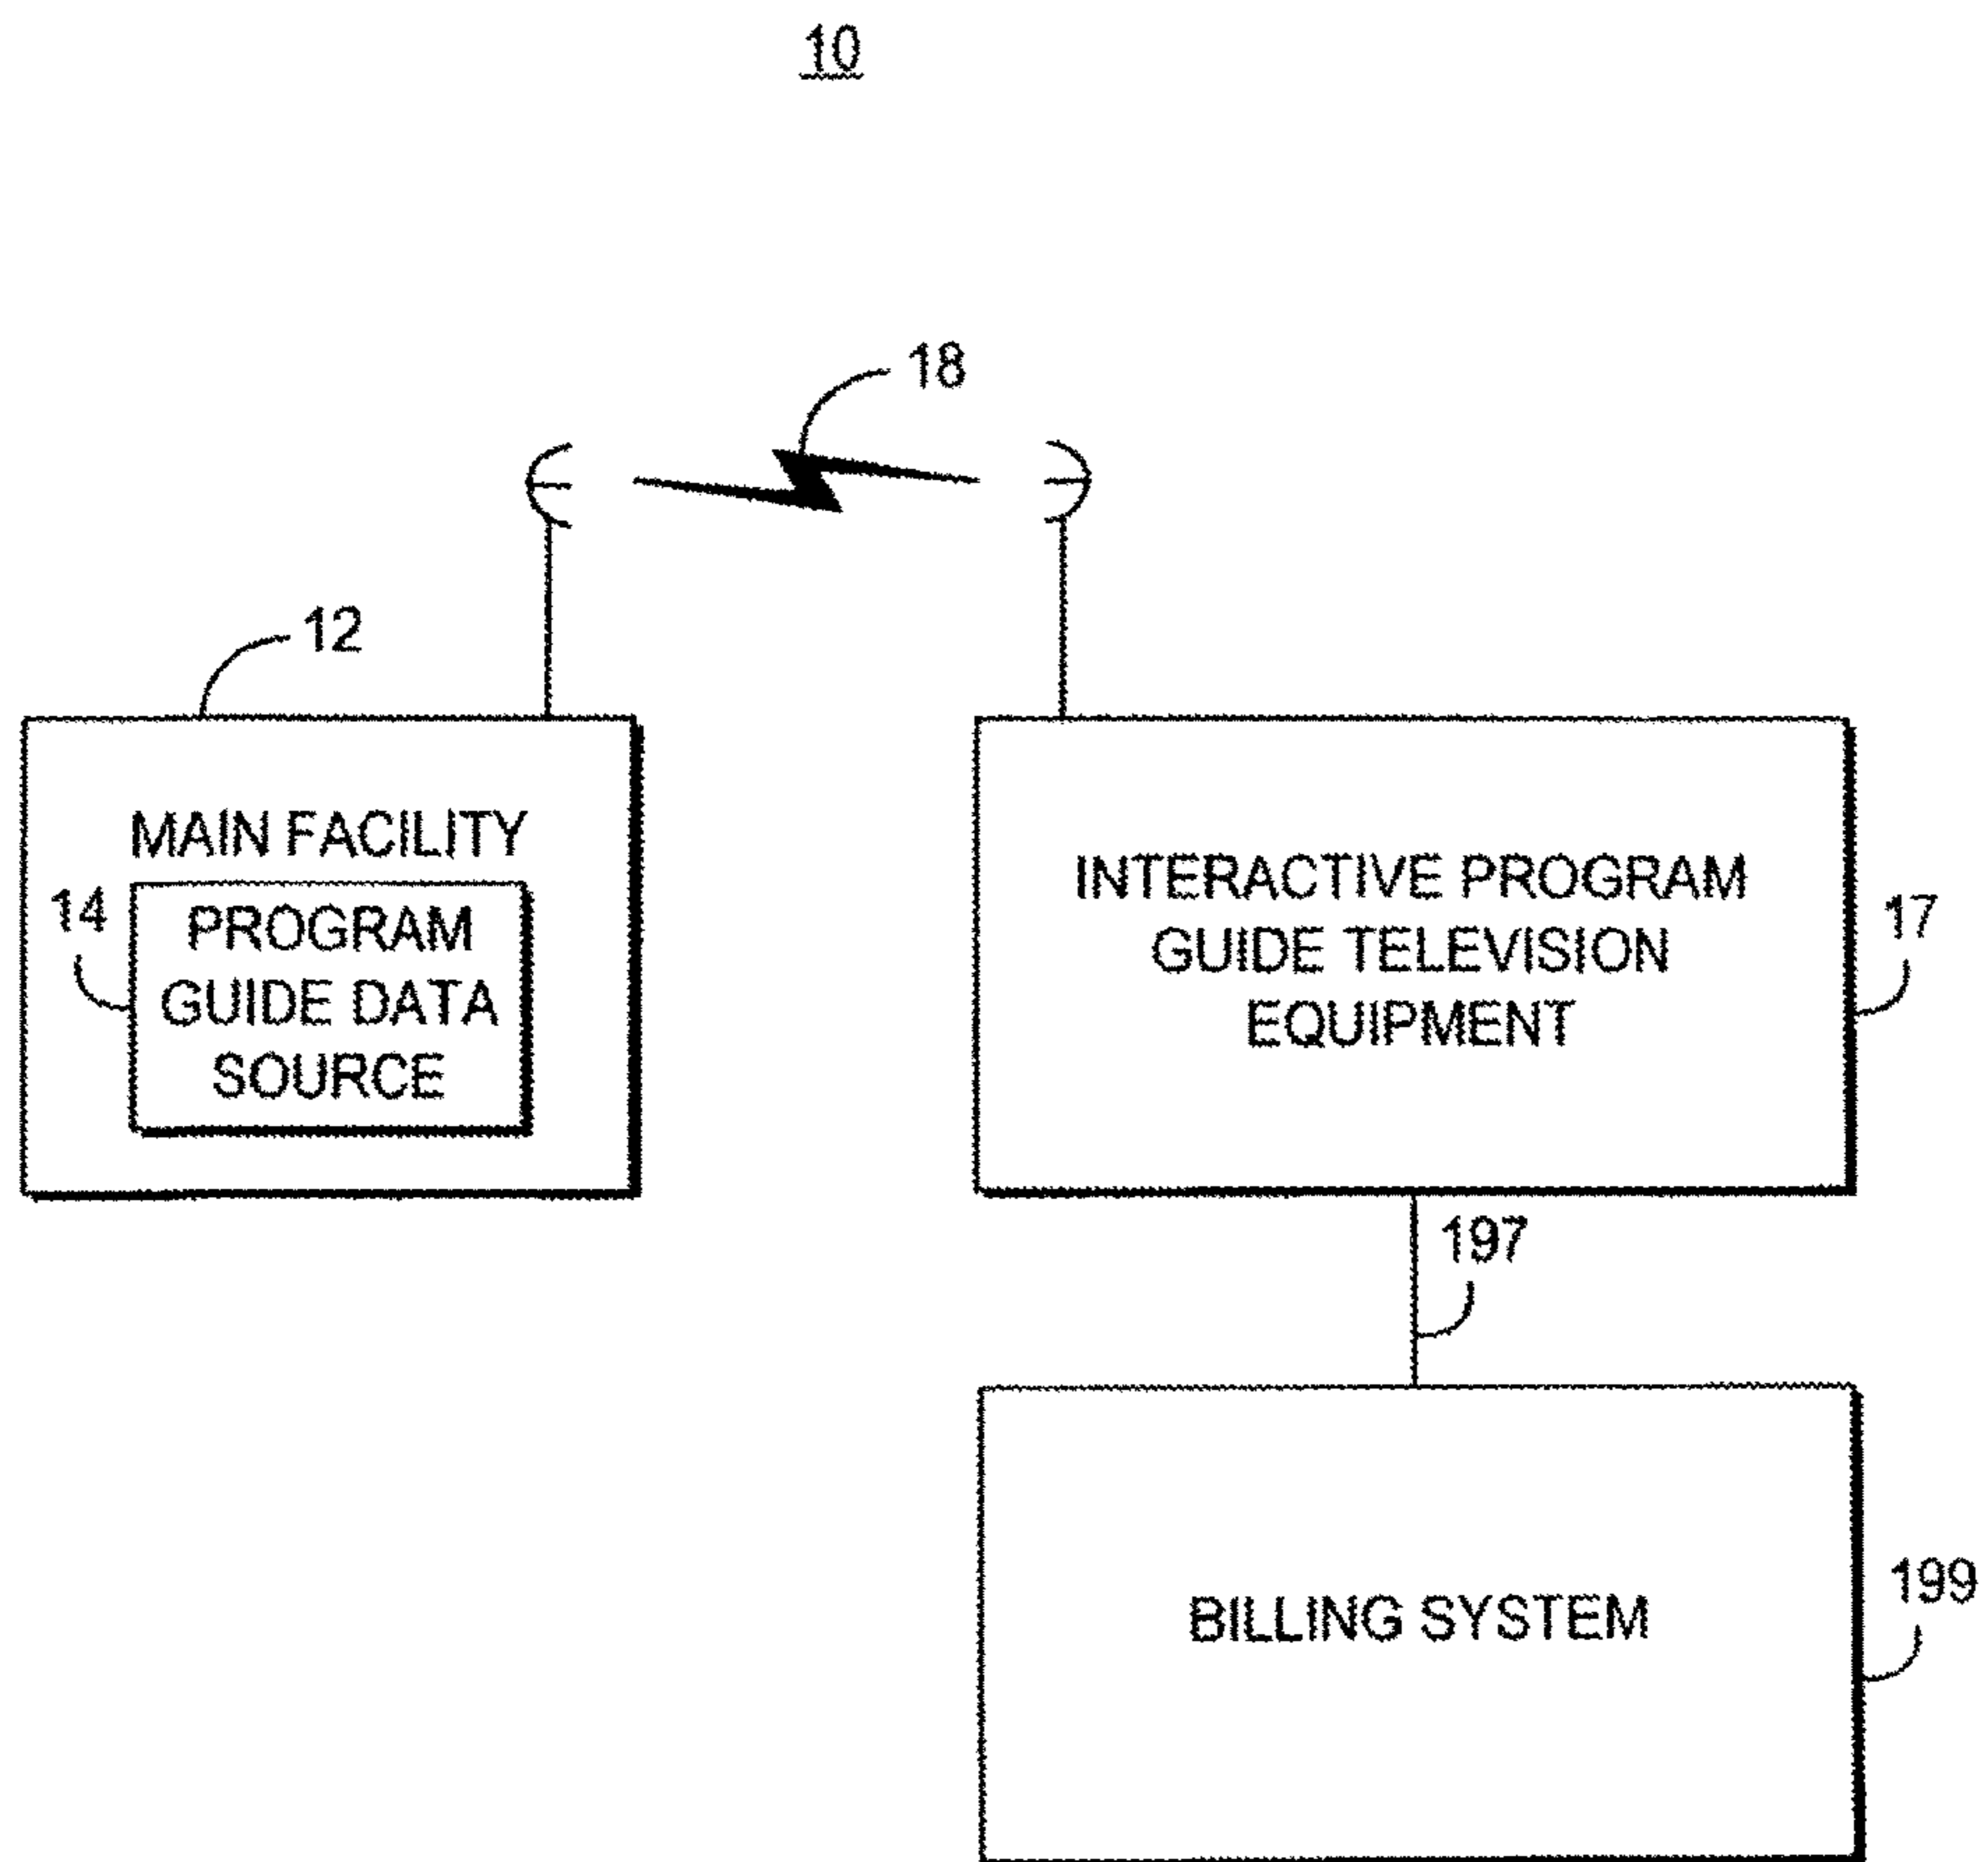 10
18
12
MAIN FACILITY
14
PROGRAM
GUIDE DATA
SOURCE
INTERACTIVE PROGRAM
GUIDE TELEVISION
EQUIPMENT
17
197
BILLING SYSTEM
199